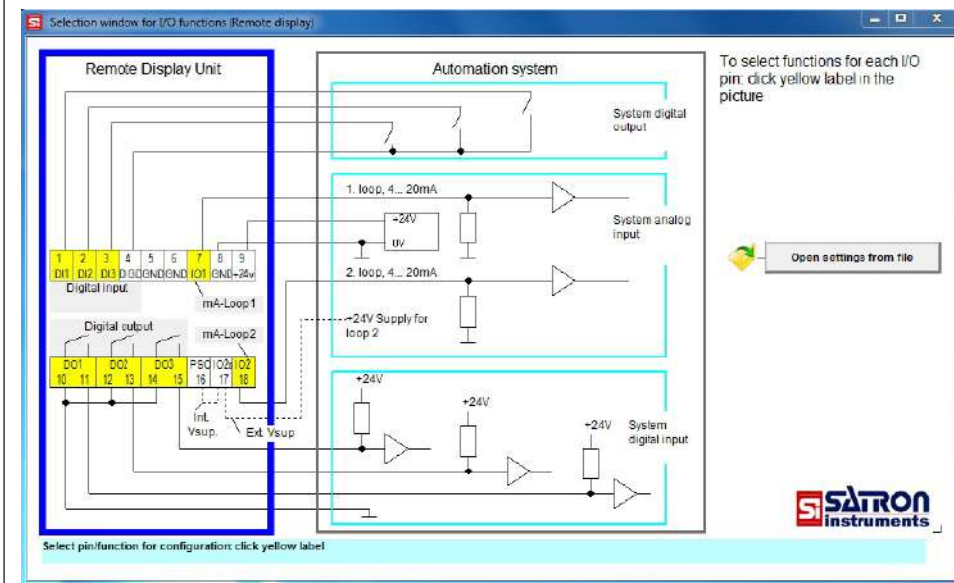 Selection window for I/O functions (Remote display)
Remote Display Unit
Automation system
To select functions for each I/O
pin: click yellow label in the
picture
System digital
output
1. loop, 4... 20mA
+24V
0V
System analog
input
1 2 3 4 5 6 7 8 9
DI1 DI2 DI3 DGD GND GND IO1 GND +24v
Digital input
mA-Loop1
2. loop, 4... 20mA
Open settings from file
Digital output
mA-Loop2
+24V Supply for
loop 2
DO1 DO2 DO3 PSO IO2s IO2
10 11 12 13 14 15 16 17 18
Int.
Vsup.
Ext. Vsup
+24V
+24V
+24V
System
digital input
Si SATRON
instruments
Select pin/function for configuration: click yellow label